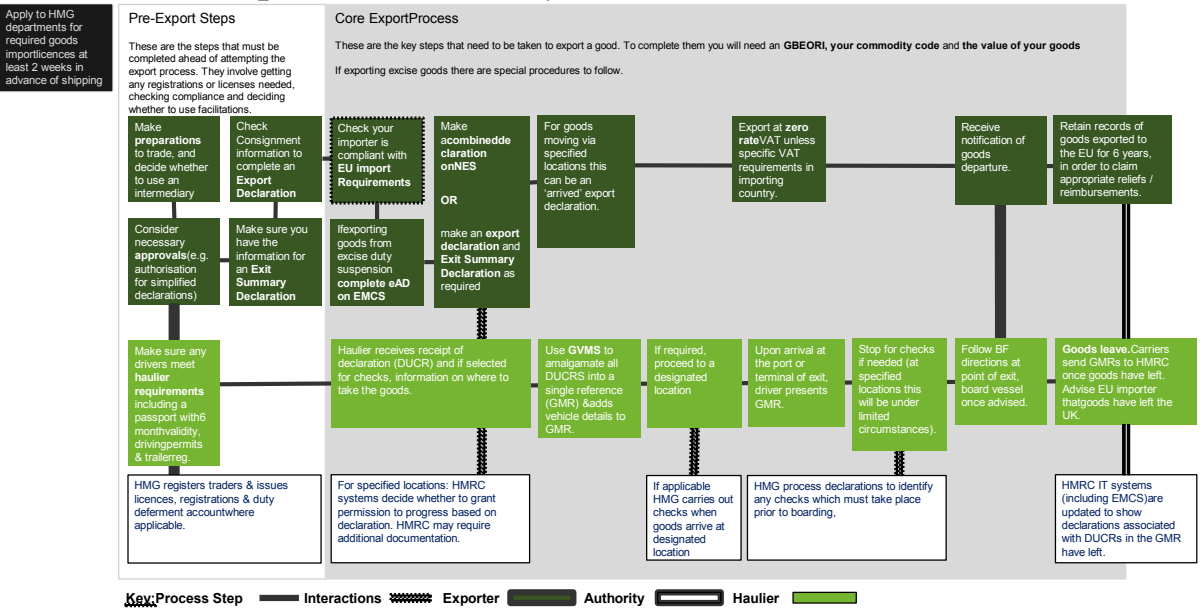 Apply to HMG
departments for
required goods
importlicences at
least 2 weeks in
advance of shipping
Pre-Export Steps
These are the steps that must be
completed ahead of attempting the
export process. They involve getting
any registrations or licenses needed,
checking compliance and deciding
whether to use facilitations.
Core ExportProcess
These are the key steps that need to be taken to export a good. To complete them you will need an GBEORI, your commodity code and the value of your goods
If exporting excise goods there are special procedures to follow.
Make
preparations
to trade, and
decide whether
to use an
intermediary
Check
Consignment
information to
complete an
Export
Declaration
Check your
importer is
compliant with
EU import
Requirements
Make
acombinedde
claration
onNES
OR
make an export
declaration and
Exit Summary
Declaration as
required
For goods
moving via
specified
locations this
can be an
'arrived' export
declaration.
Export at zero
rateVAT unless
specific VAT
requirements in
importing
country.
Receive
notification of
goods
departure.
Retain records of
goods exported to
the EU for 6 years,
in order to claim
appropriate reliefs /
reimbursements.
Consider
necessary
approvals(e.g.
authorisation
for simplified
declarations)
Make sure you
have the
information for
an Exit
Summary
Declaration
Ifexporting
goods from
excise duty
suspension
complete eAD
on EMCS
Make sure any
drivers meet
haulier
requirements
including a
passport with6
monthvalidity,
drivingpermits
& trailerreg.
Haulier receives receipt of
declaration (DUCR) and if selected
for checks, information on where to
take the goods.
Use GVMS to
amalgamate all
DUCRS into a
single reference
(GMR) &adds
vehicle details to
GMR.
If required,
proceed to a
designated
location
Upon arrival at
the port or
terminal of exit,
driver presents
GMR.
Stop for checks
if needed (at
specified
locations this
will be under
limited
circumstances).
Follow BF
directions at
point of exit,
board vessel
once advised.
Goods leave.Carriers
send GMRs to HMRC
once goods have left.
Advise EU importer
thatgoods have left the
UK.
HMG registers traders & issues
licences, registrations & duty
deferment accountwhere
applicable.
For specified locations: HMRC
systems decide whether to grant
permission to progress based on
declaration. HMRC may require
additional documentation.
If applicable
HMG carries out
checks when
goods arrive at
designated
location
HMG process declarations to identify
any checks which must take place
prior to boarding,
HMRC IT systems
(including EMCS)are
updated to show
declarations associated
with DUCRs in the GMR
have left.
Key:Process Step Interactions Exporter Authority Haulier